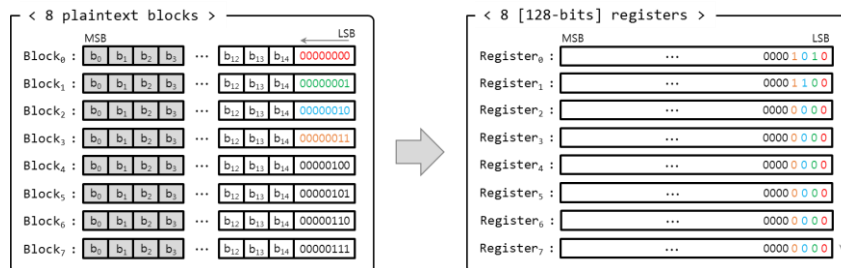 < 8 plaintext blocks >
MSB LSB
Block₀ : b₀ b₁ b₂ b₃ ... b₁₂ b₁₃ b₁₄ 00000000
Block₁ : b₀ b₁ b₂ b₃ ... b₁₂ b₁₃ b₁₄ 00000001
Block₂ : b₀ b₁ b₂ b₃ ... b₁₂ b₁₃ b₁₄ 00000010
Block₃ : b₀ b₁ b₂ b₃ ... b₁₂ b₁₃ b₁₄ 00000011
Block₄ : b₀ b₁ b₂ b₃ ... b₁₂ b₁₃ b₁₄ 00000100
Block₅ : b₀ b₁ b₂ b₃ ... b₁₂ b₁₃ b₁₄ 00000101
Block₆ : b₀ b₁ b₂ b₃ ... b₁₂ b₁₃ b₁₄ 00000110
Block₇ : b₀ b₁ b₂ b₃ ... b₁₂ b₁₃ b₁₄ 00000111
< 8 [128-bits] registers >
MSB LSB
Register₀ : ... 0000 1 0 1 0
Register₁ : ... 0000 1 1 0 0
Register₂ : ... 0000 0 0 0 0
Register₃ : ... 0000 0 0 0 0
Register₄ : ... 0000 0 0 0 0
Register₅ : ... 0000 0 0 0 0
Register₆ : ... 0000 0 0 0 0
Register₇ : ... 0000 0 0 0 0